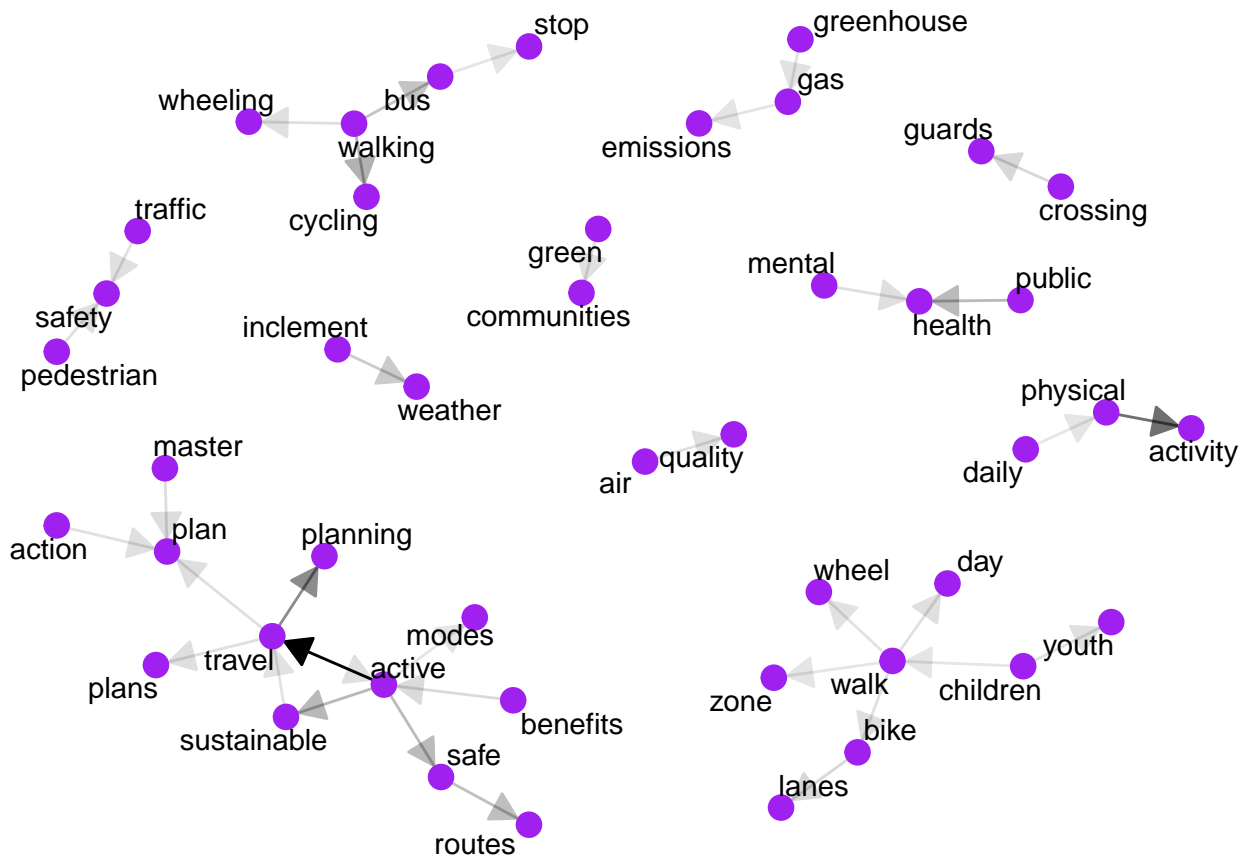 stop
greenhouse
gas
wheeling
bus
walking
emissions
guards
crossing
cycling
traffic
green
mental
public
safety
communities
health
inclement
pedestrian
weather
physical
master
quality
activity
air
daily
plan
planning
action
wheel
day
modes
youth
travel
active
plans
zone
walk
children
sustainable
benefits
bike
safe
lanes
routes